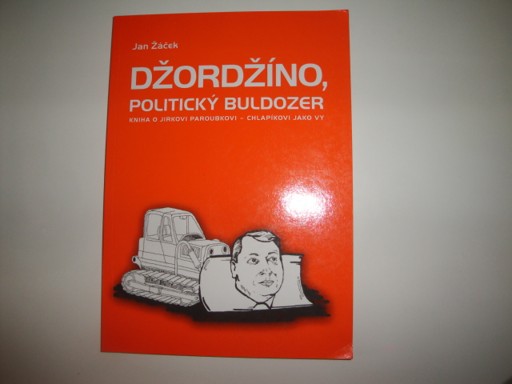 Jan Žáček
DŽORDŽÍNO,
POLITICKÝ BULDOZER
KNIHA O JIRKOVI PAROUBKOVI - CHLAPÍKOVI JAKO VY